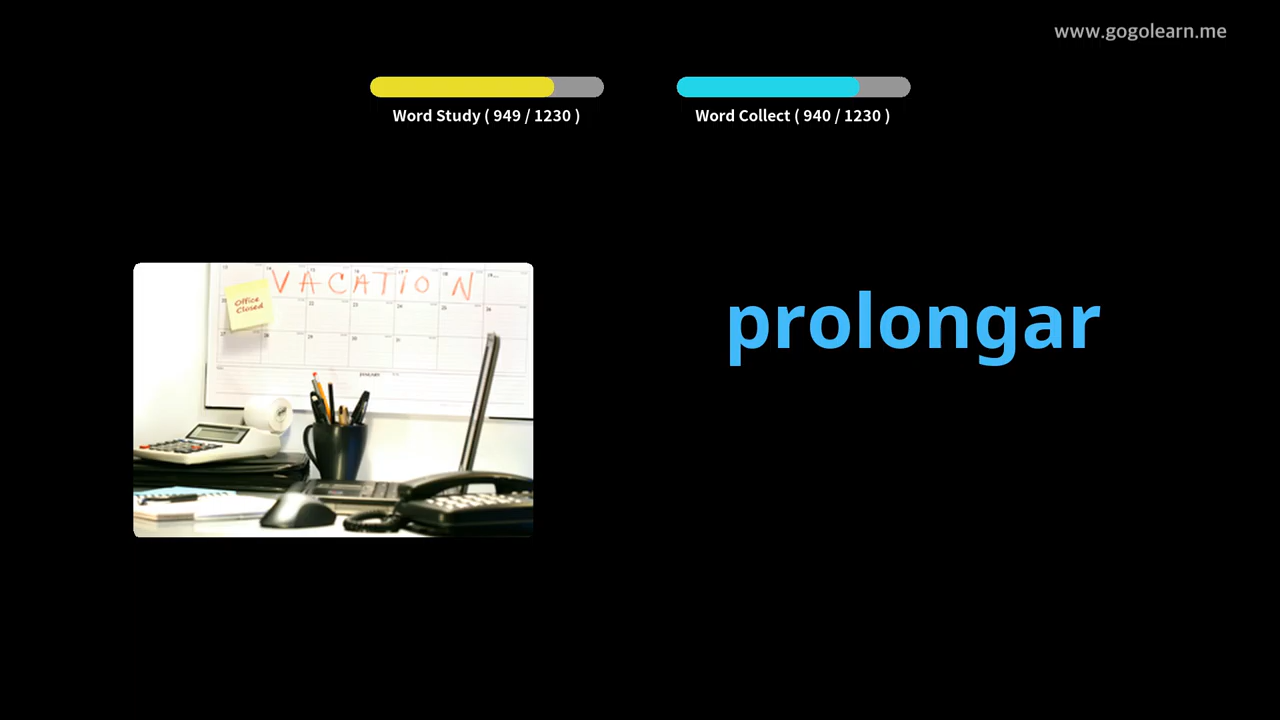 www.gogolearn.me
Word Study ( 949 / 1230 )
Word Collect ( 940 / 1230 )
VACATION
Office
Closed
prolongar